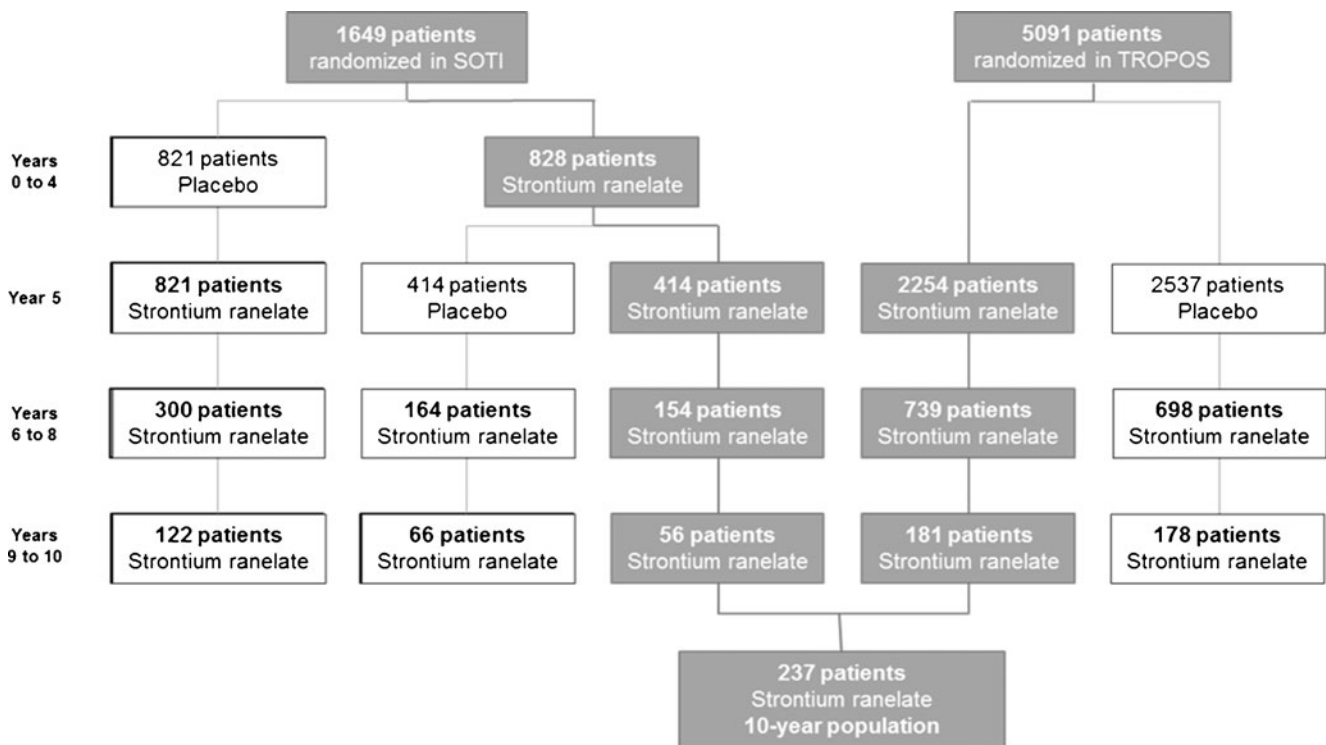 1649 patients
randomized in SOTI
5091 patients
randomized in TROPOS
Years
0 to 4
821 patients
Placebo
828 patients
Strontium ranelate
Year 5
821 patients
Strontium ranelate
414 patients
Placebo
414 patients
Strontium ranelate
2254 patients
Strontium ranelate
2537 patients
Placebo
Years
6 to 8
300 patients
Strontium ranelate
164 patients
Strontium ranelate
154 patients
Strontium ranelate
739 patients
Strontium ranelate
698 patients
Strontium ranelate
Years
9 to 10
122 patients
Strontium ranelate
66 patients
Strontium ranelate
56 patients
Strontium ranelate
181 patients
Strontium ranelate
178 patients
Strontium ranelate
237 patients
Strontium ranelate
10-year population